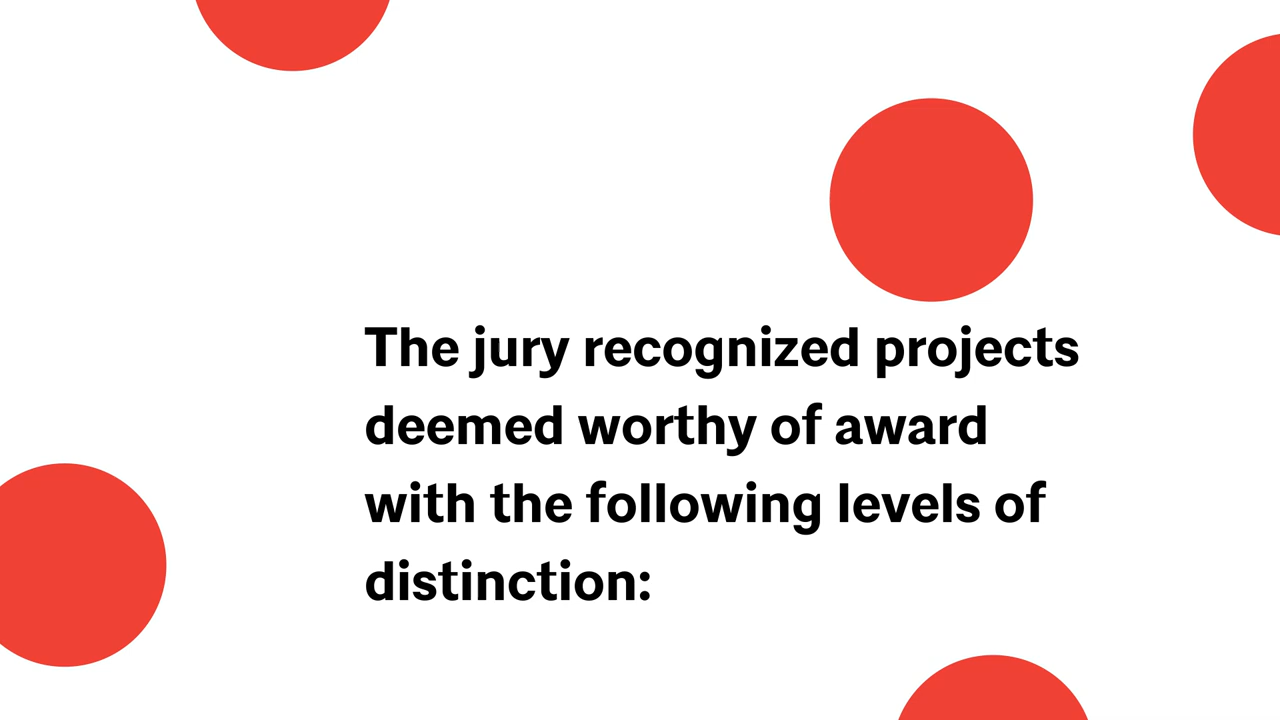 The jury recognized projects
deemed worthy of award
with the following levels of
distinction: